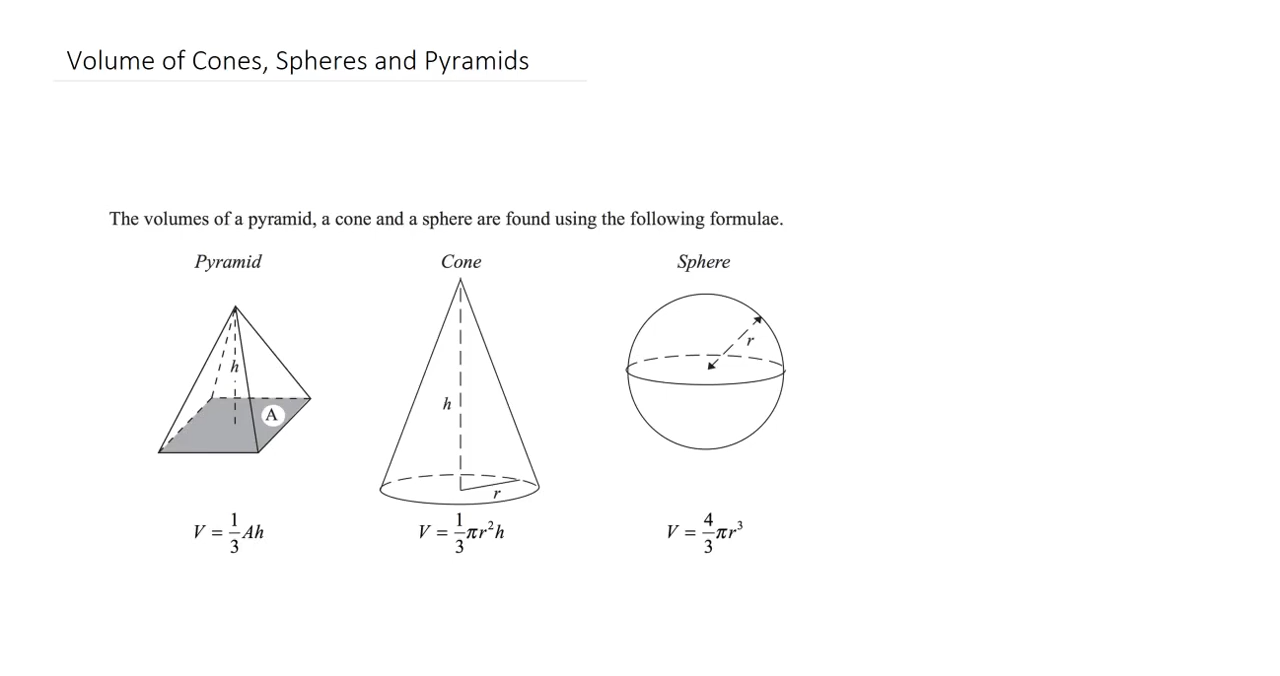 Volume of Cones, Spheres and Pyramids
The volumes of a pyramid, a cone and a sphere are found using the following formulae.
Pyramid Cone Sphere
h A
h
r
r
V = 1/3 Ah V = 1/3 πr²h V = 4/3 πr³